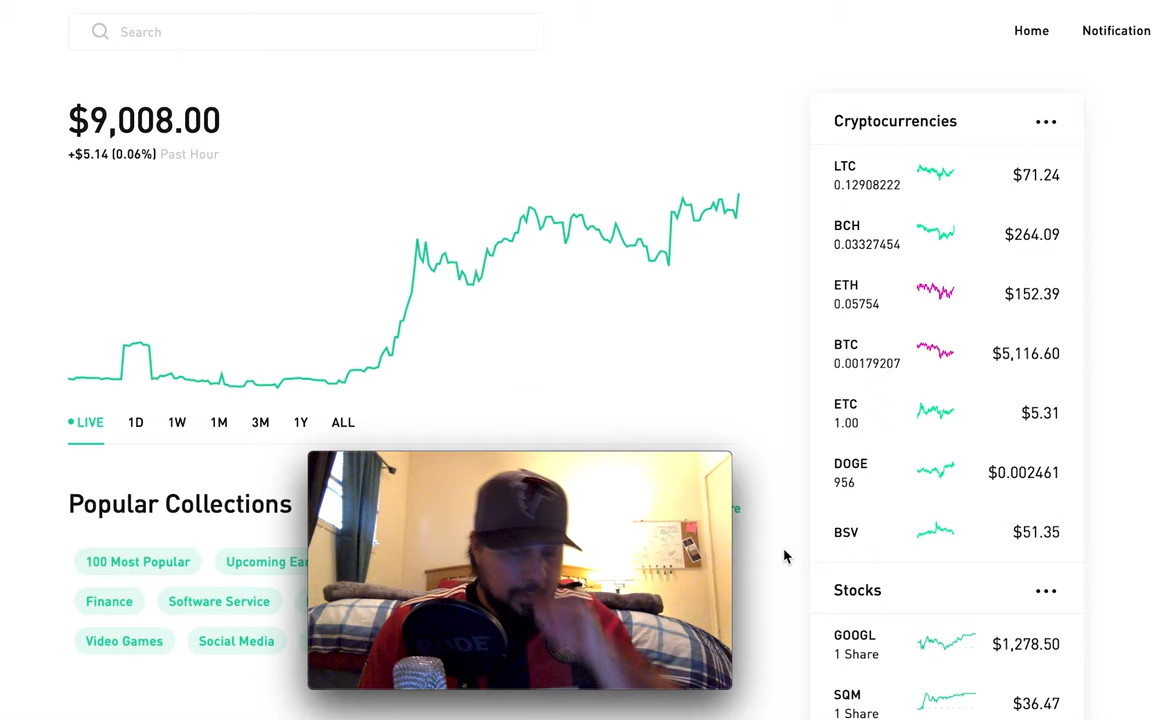 Search
Home
Notification
$9,008.00
+$5.14 (0.06%) Past Hour
LIVE
1D
1W
1M
3M
1Y
ALL
Popular Collections
100 Most Popular
Finance
Software Service
Video Games
Social Media
RODE
Cryptocurrencies
LTC
0.12908222
$71.24
BCH
0.03327454
$264.09
ETH
0.05754
$152.39
BTC
0.00179207
$5,116.60
ETC
1.00
$5.31
DOGE
956
$0.002461
BSV
$51.35
Stocks
GOOGL
1 Share
$1,278.50
SQM
1 Share
$36.47